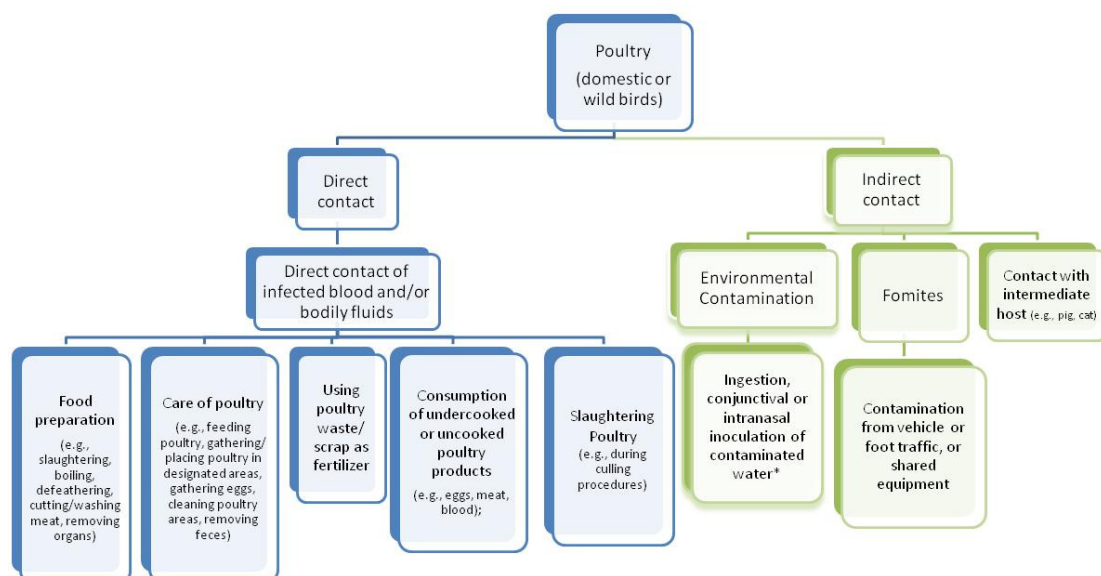 Poultry
(domestic or
wild birds)
Direct
contact
Indirect
contact
Direct contact of
infected blood and/or
bodily fluids
Environmental
Contamination
Fomites
Contact with
intermediate
host (e.g., pig, cat)
Food
preparation
(e.g.,
slaughtering,
boiling,
defeathering,
cutting/washing
meat, removing
organs)
Care of poultry
(e.g., feeding
poultry, gathering/
placing poultry in
designated areas,
gathering eggs,
cleaning poultry
areas, removing
feces)
Using
poultry
waste/
scrap as
fertilizer
Consumption
of undercooked
or uncooked
poultry
products
(e.g., eggs, meat,
blood);
Slaughtering
Poultry
(e.g., during
culling
procedures)
Ingestion,
conjunctival or
intranasal
inoculation of
contaminated
water*
Contamination
from vehicle or
foot traffic, or
shared
equipment